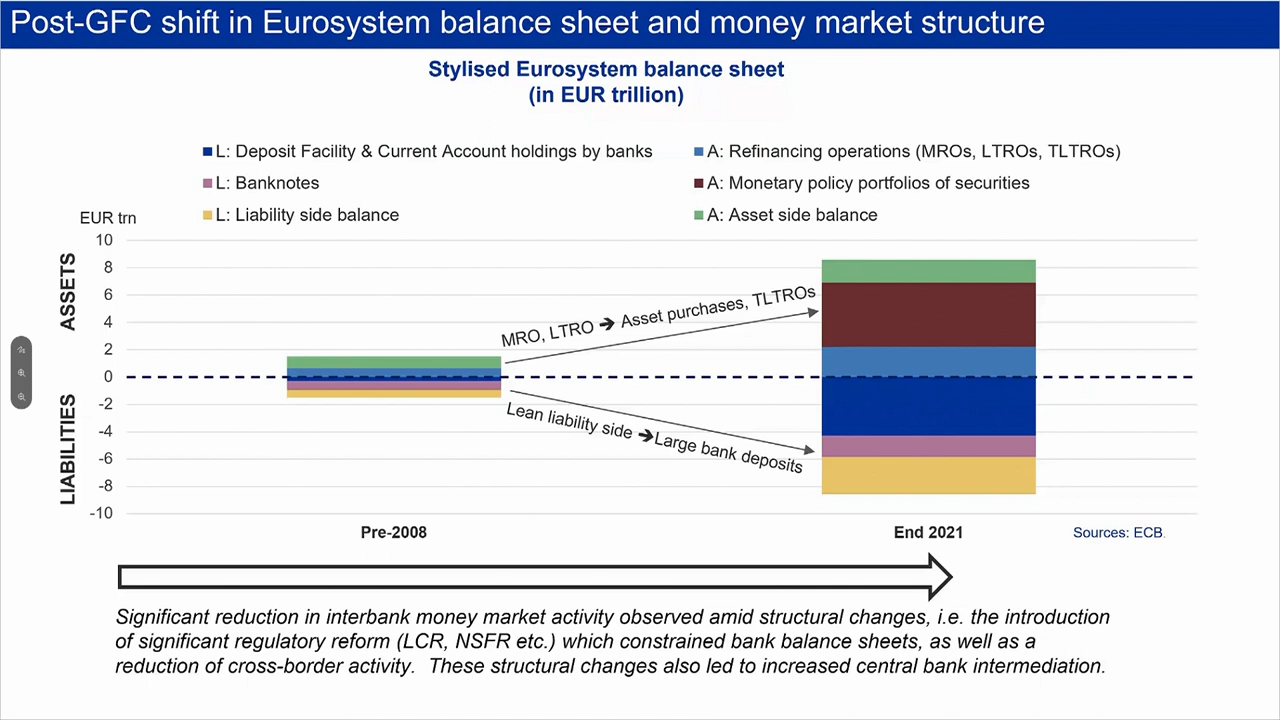 Post-GFC shift in Eurosystem balance sheet and money market structure
Stylised Eurosystem balance sheet
(in EUR trillion)
L: Deposit Facility & Current Account holdings by banks
A: Refinancing operations (MROs, LTROs, TLTROs)
L: Banknotes
A: Monetary policy portfolios of securities
L: Liability side balance
A: Asset side balance
EUR trn
ASSETS
LIABILITIES
10
8
6
4
2
0
-2
-4
-6
-8
-10
MRO, LTRO ➔ Asset purchases, TLTROs
Lean liability side ➔Large bank deposits
Pre-2008
End 2021
Sources: ECB.
Significant reduction in interbank money market activity observed amid structural changes, i.e. the introduction
of significant regulatory reform (LCR, NSFR etc.) which constrained bank balance sheets, as well as a
reduction of cross-border activity. These structural changes also led to increased central bank intermediation.